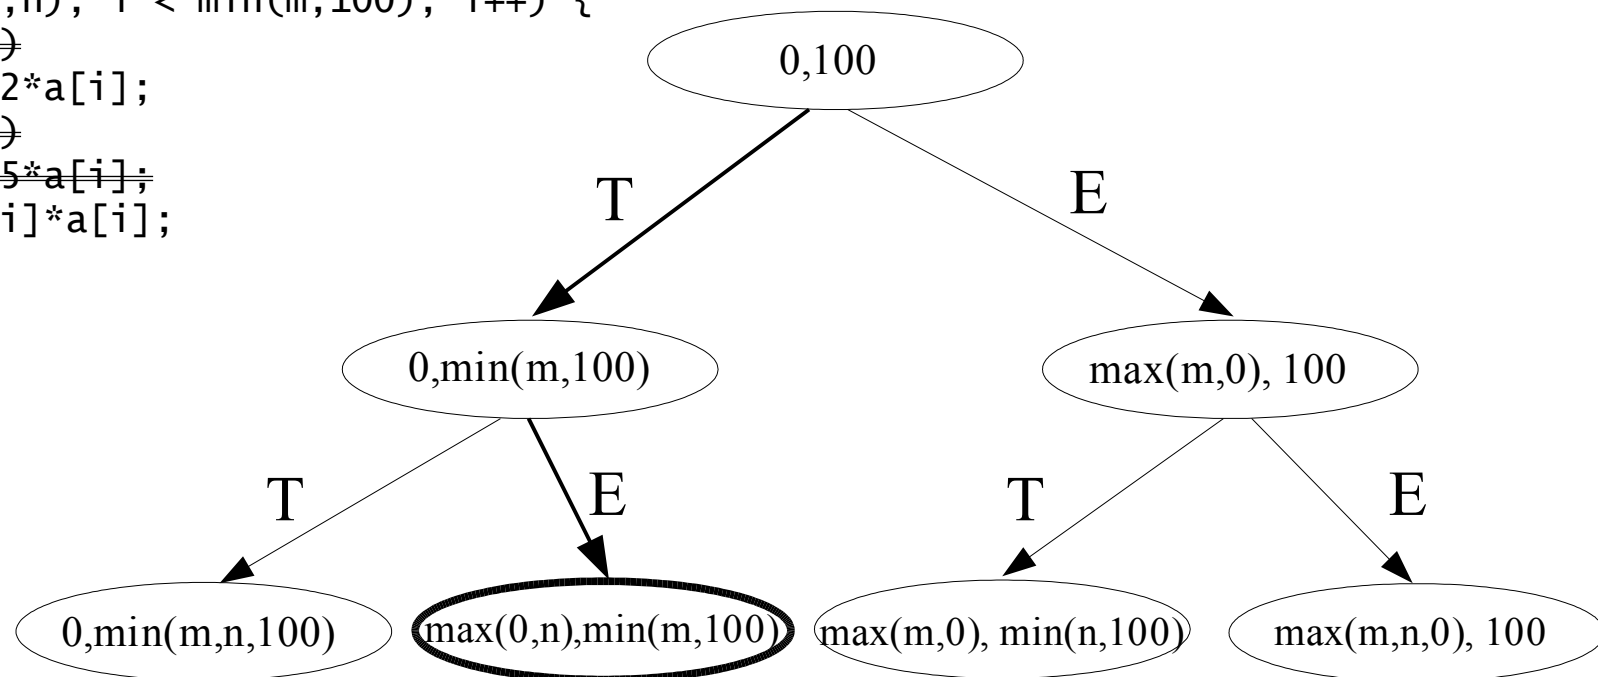 ,n); i < min(m,100); i++) {
)
2*a[i];
)
5*a[i];
i]*a[i];
0,100
T
E
0,min(m,100)
max(m,0), 100
T
E
T
E
0,min(m,n,100)
max(0,n),min(m,100)
max(m,0), min(n,100)
max(m,n,0), 100